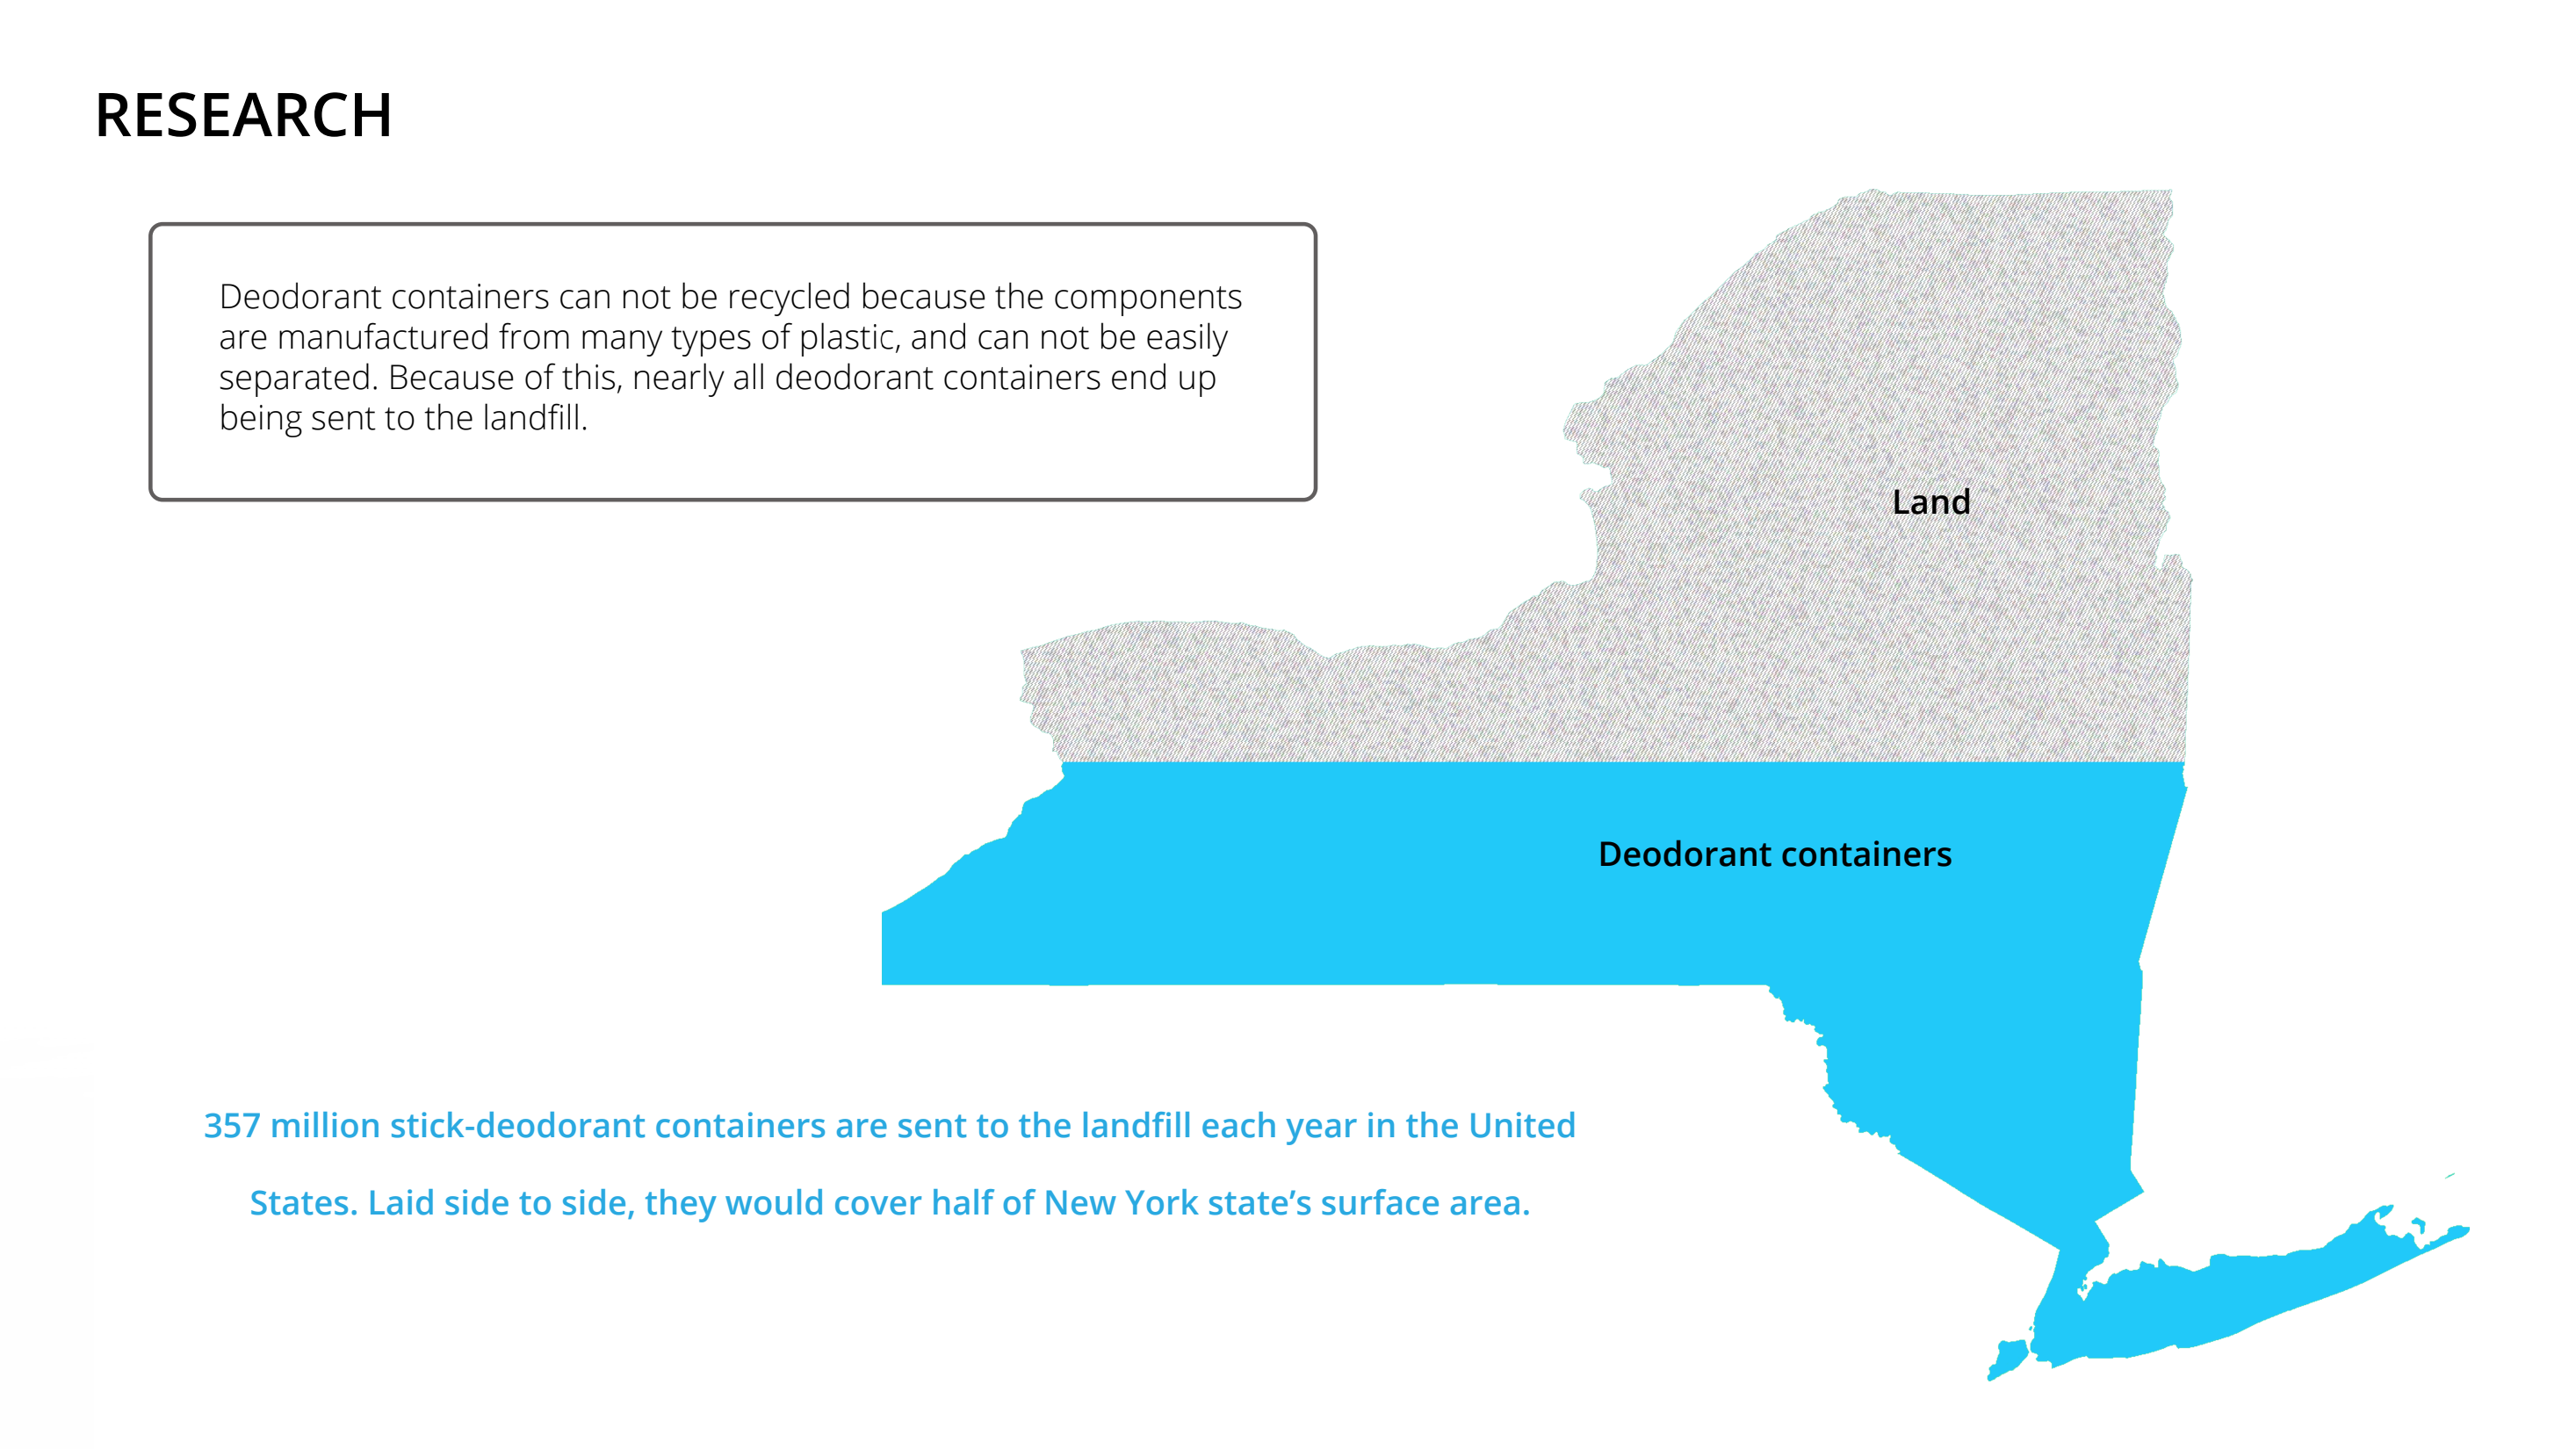 RESEARCH
Deodorant containers can not be recycled because the components
are manufactured from many types of plastic, and can not be easily
separated. Because of this, nearly all deodorant containers end up
being sent to the landfill.
Land
Deodorant containers
357 million stick-deodorant containers are sent to the landfill each year in the United
States. Laid side to side, they would cover half of New York state’s surface area.